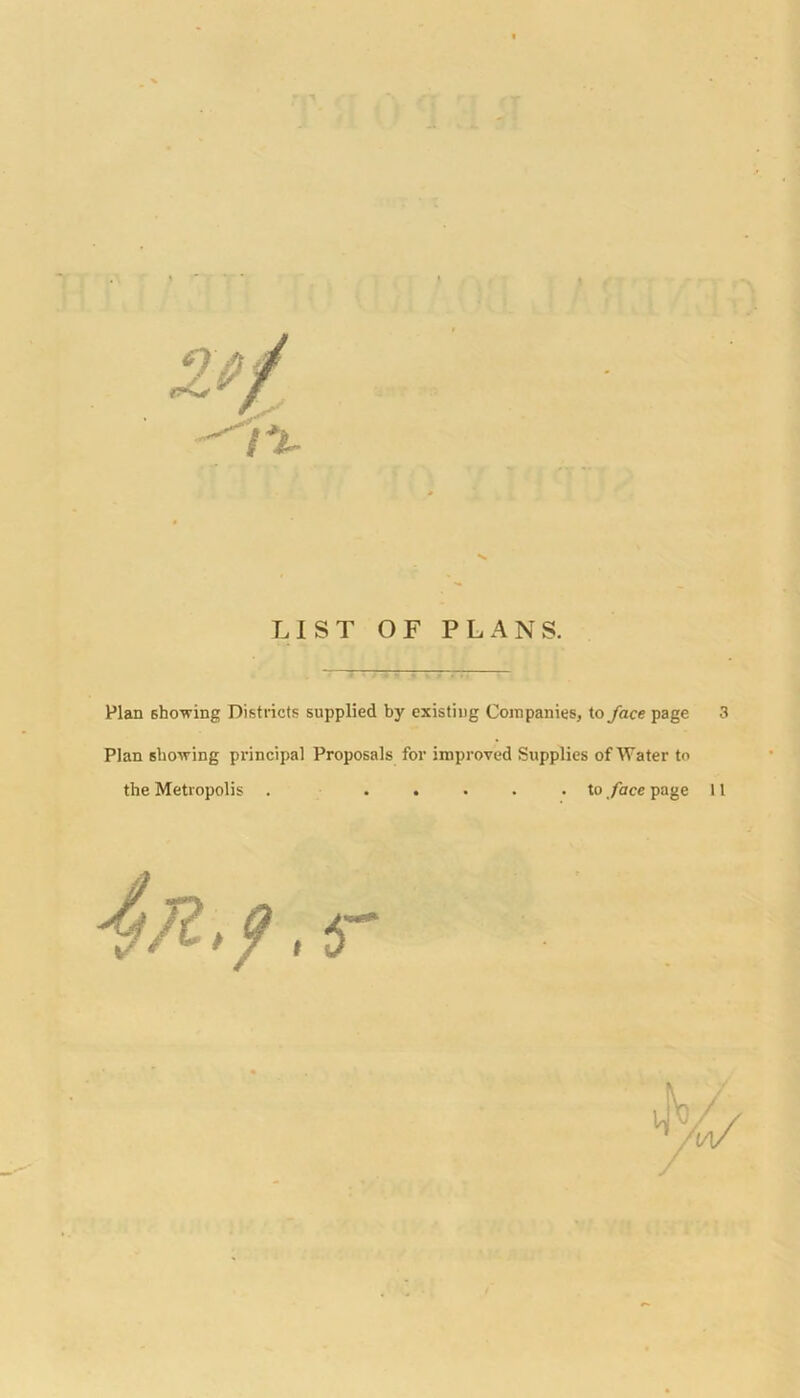 LIST OF PLANS.
Plan showing Districts supplied by existing Companies, to face page 3
Plan showing principal Proposals for improved Supplies of Water to
the Metropolis . . . . . . to face page 11